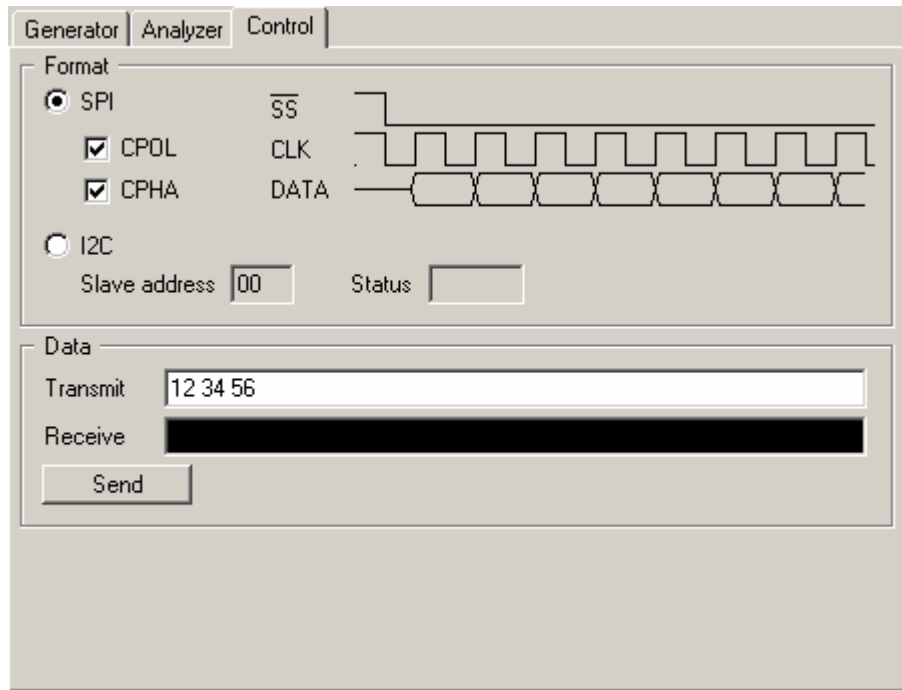 Generator Analyzer Control
Format
SPI SS
CPOL CLK
CPHA DATA
I2C
Slave address 00 Status
Data
Transmit 12 34 56
Receive
Send